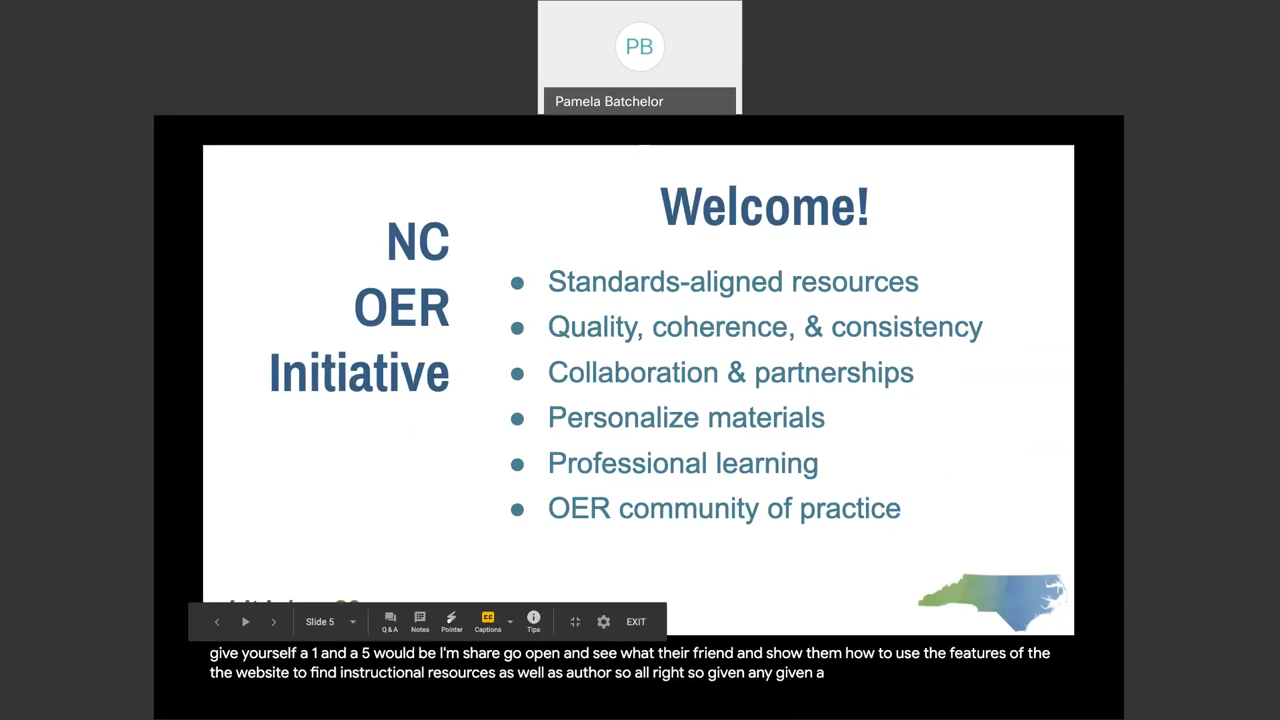 PB
Pamela Batchelor
NC
OER
Initiative
Welcome!
● Standards-aligned resources
● Quality, coherence, & consistency
● Collaboration & partnerships
● Personalize materials
● Professional learning
● OER community of practice
Slide 5
Q & A
Notes
Pointer
CC
Captions
Tips
EXIT
give yourself a 1 and a 5 would be I'm share go open and see what their friend and show them how to use the features of the
the website to find instructional resources as well as author so all right so given any given a